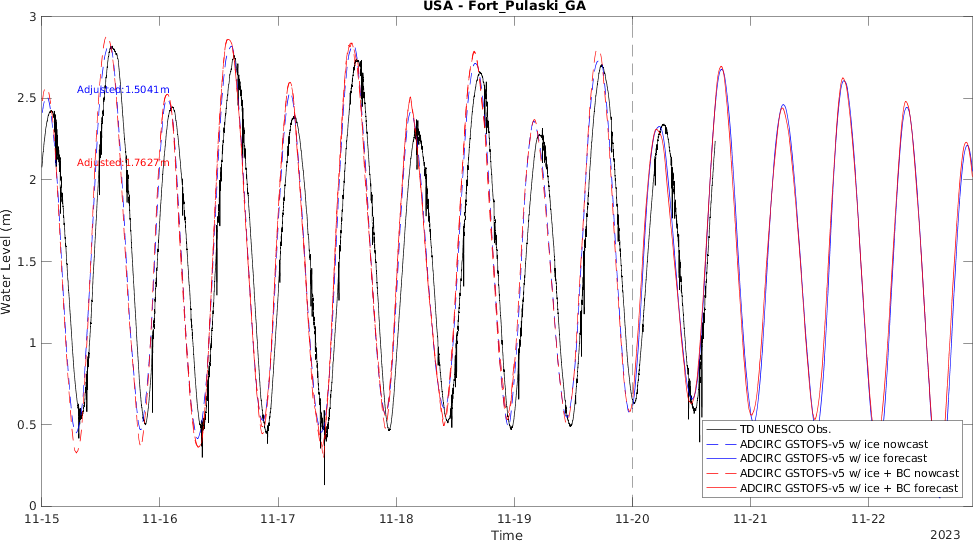 USA - Fort_Pulaski_GA
3
2.5
2
1.5
1
0.5
0
Water Level (m)
Adjusted:1.5041m
Adjusted:1.7627m
TD UNESCO Obs.
ADCIRC GSTOFS-v5 w/ ice nowcast
ADCIRC GSTOFS-v5 w/ ice forecast
ADCIRC GSTOFS-v5 w/ ice + BC nowcast
ADCIRC GSTOFS-v5 w/ ice + BC forecast
11-15 11-16 11-17 11-18 11-19 11-20 11-21 11-22
Time
2023